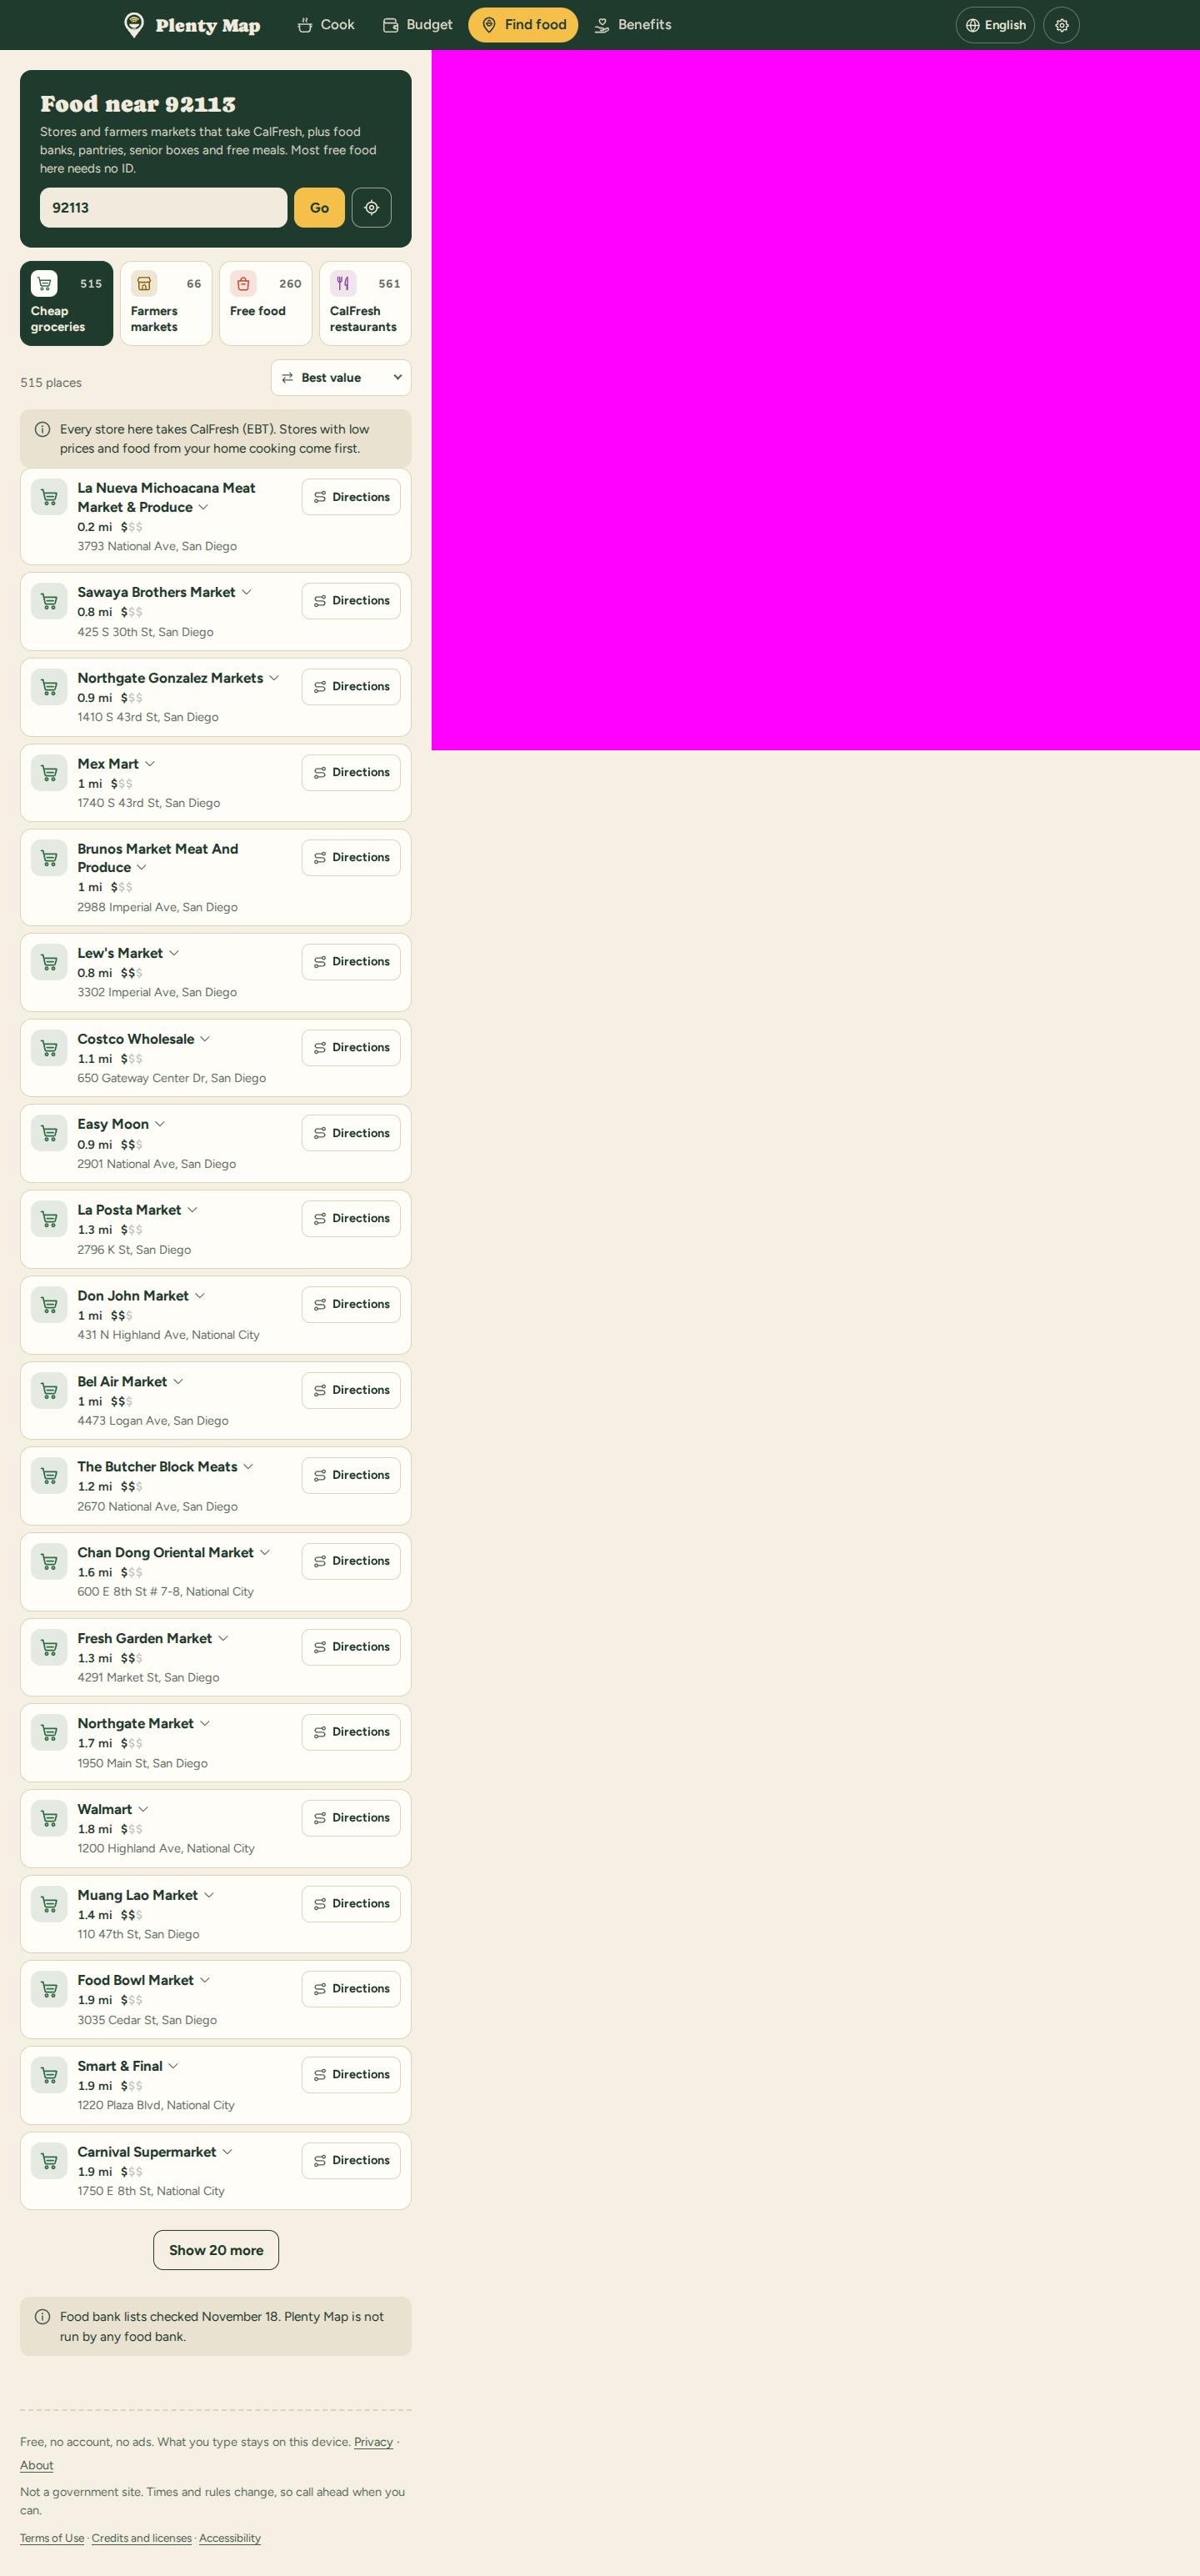 Plenty Map
Cook
Budget
Find food
Benefits
English
Food near 92113
Stores and farmers markets that take CalFresh, plus food
banks, pantries, senior boxes and free meals. Most free food
here needs no ID.
92113
Go
515
Cheap
groceries
66
Farmers
markets
260
Free food
561
CalFresh
restaurants
515 places
Best value
Every store here takes CalFresh (EBT). Stores with low
prices and food from your home cooking come first.
La Nueva Michoacana Meat
Market & Produce
Directions
0.2 mi $$$
3793 National Ave, San Diego
Sawaya Brothers Market
Directions
0.8 mi $$$
425 S 30th St, San Diego
Northgate Gonzalez Markets
Directions
0.9 mi $$$
1410 S 43rd St, San Diego
Mex Mart
Directions
1 mi $$$
1740 S 43rd St, San Diego
Brunos Market Meat And
Produce
Directions
1 mi $$$
2988 Imperial Ave, San Diego
Lew's Market
Directions
0.8 mi $$$
3302 Imperial Ave, San Diego
Costco Wholesale
Directions
1.1 mi $$$
650 Gateway Center Dr, San Diego
Easy Moon
Directions
0.9 mi $$$
2901 National Ave, San Diego
La Posta Market
Directions
1.3 mi $$$
2796 K St, San Diego
Don John Market
Directions
1 mi $$$
431 N Highland Ave, National City
Bel Air Market
Directions
1 mi $$$
4473 Logan Ave, San Diego
The Butcher Block Meats
Directions
1.2 mi $$$
2670 National Ave, San Diego
Chan Dong Oriental Market
Directions
1.6 mi $$$
600 E 8th St # 7-8, National City
Fresh Garden Market
Directions
1.3 mi $$$
4291 Market St, San Diego
Northgate Market
Directions
1.7 mi $$$
1950 Main St, San Diego
Walmart
Directions
1.8 mi $$$
1200 Highland Ave, National City
Muang Lao Market
Directions
1.4 mi $$$
110 47th St, San Diego
Food Bowl Market
Directions
1.9 mi $$$
3035 Cedar St, San Diego
Smart & Final
Directions
1.9 mi $$$
1220 Plaza Blvd, National City
Carnival Supermarket
Directions
1.9 mi $$$
1750 E 8th St, National City
Show 20 more
Food bank lists checked November 18. Plenty Map is not
run by any food bank.
Free, no account, no ads. What you type stays on this device. Privacy ·
About
Not a government site. Times and rules change, so call ahead when you
can.
Terms of Use · Credits and licenses · Accessibility